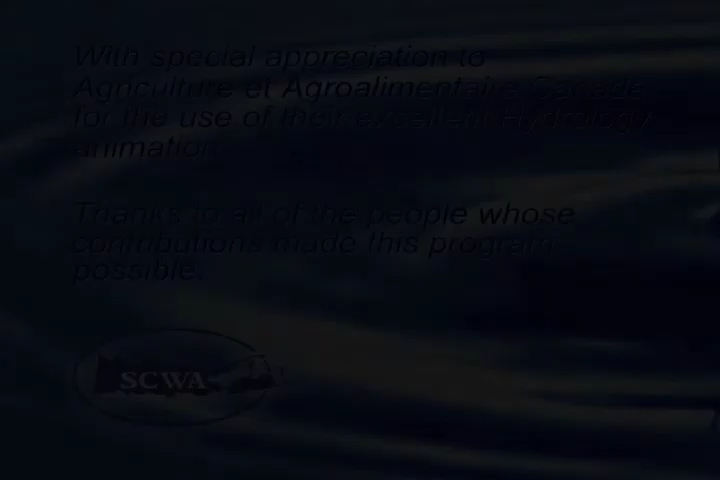 With special appreciation to
Agriculture et Agroalimentaire Canada
for the use of their excellent Hydrology
animation.
Thanks to all of the people whose
contributions made this program
possible.
SCWA